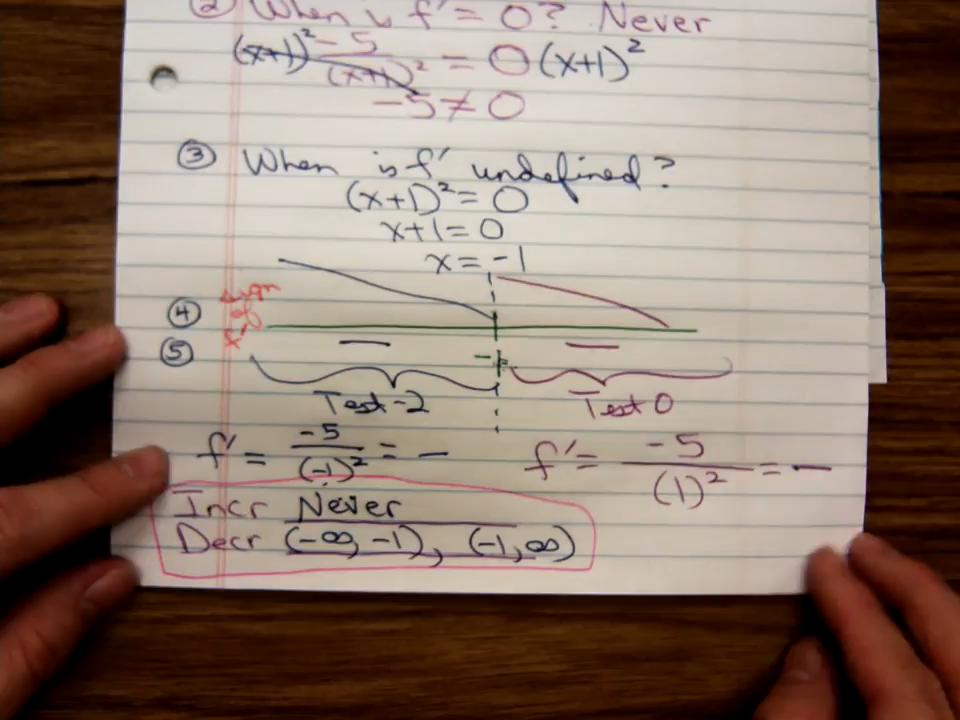 ② When is f' = 0? Never
(x+1)² -5/(x+1)² = 0 (x+1)²
-5 ≠ 0
③ When is f' undefined?
(x+1)² = 0
x+1 = 0
x = -1
④ sign of
⑤ — -1 —
Test -2 Test 0
f' = -5/(-1)² = - f' = -5/(1)² = -
Incr Never
Decr (-∞, -1), (-1, ∞)